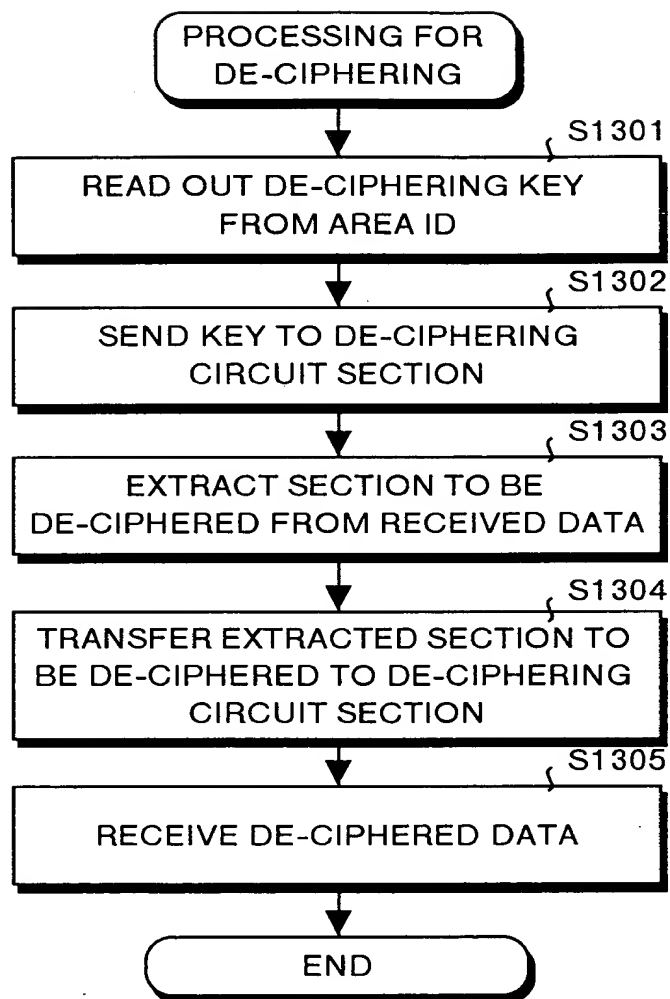 PROCESSING FOR
DE-CIPHERING
S1301
READ OUT DE-CIPHERING KEY
FROM AREA ID
S1302
SEND KEY TO DE-CIPHERING
CIRCUIT SECTION
S1303
EXTRACT SECTION TO BE
DE-CIPHERED FROM RECEIVED DATA
S1304
TRANSFER EXTRACTED SECTION TO
BE DE-CIPHERED TO DE-CIPHERING
CIRCUIT SECTION
S1305
RECEIVE DE-CIPHERED DATA
END